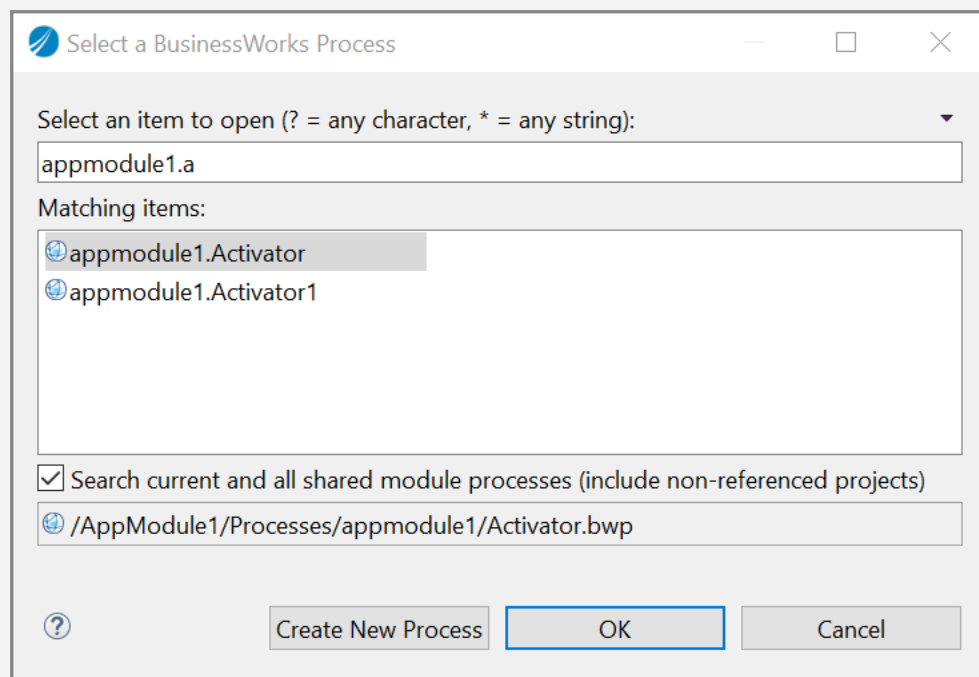 Select a BusinessWorks Process
Select an item to open (? = any character, * = any string):
appmodule1.a
Matching items:
appmodule1.Activator
appmodule1.Activator1
Search current and all shared module processes (include non-referenced projects)
/AppModule1/Processes/appmodule1/Activator.bwp
? Create New Process OK Cancel